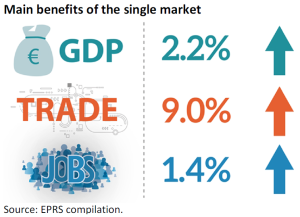 Main benefits of the single market
€ GDP 2.2%
TRADE 9.0%
JOBS 1.4%
Source: EPRS compilation.